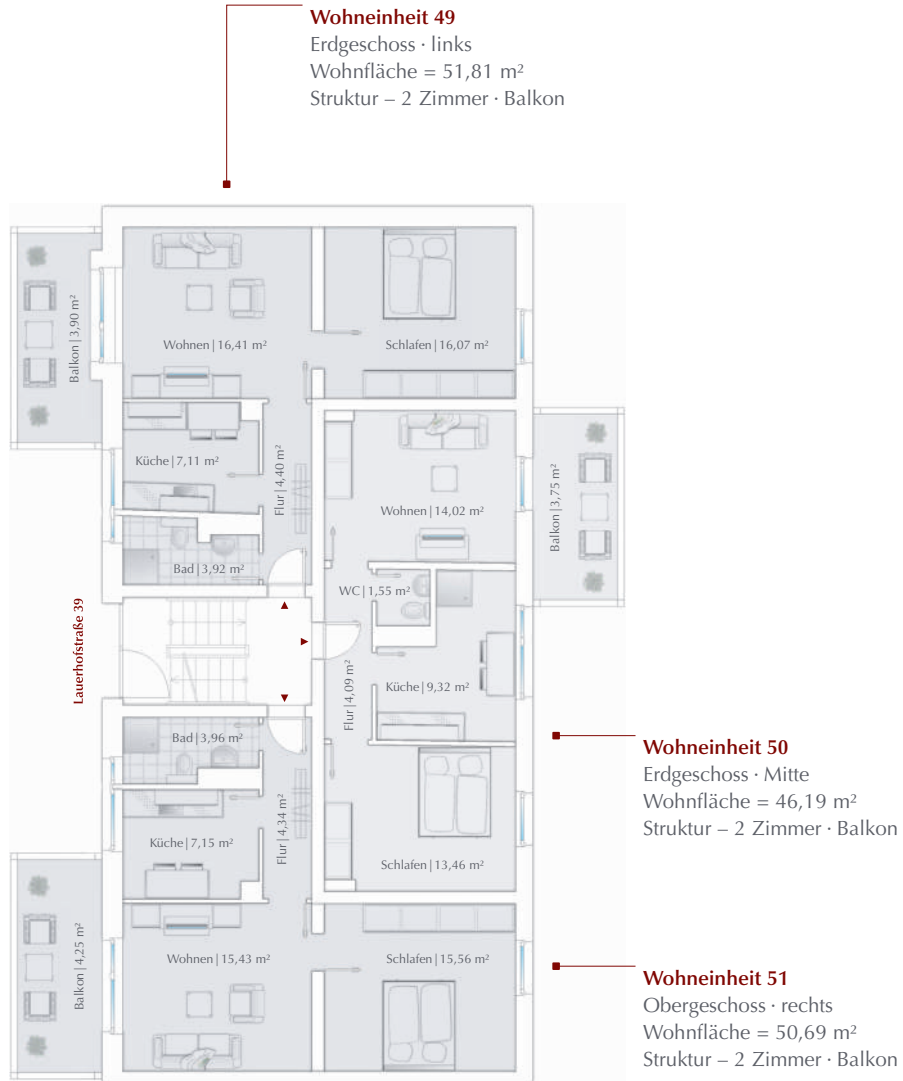 Wohneinheit 49
Erdgeschoss · links
Wohnfläche = 51,81 m²
Struktur – 2 Zimmer · Balkon
Balkon | 3,90 m²
Wohnen | 16,41 m²
Schlafen | 16,07 m²
Küche | 7,11 m²
Flur | 4,40 m²
Wohnen | 14,02 m²
Balkon | 3,75 m²
Bad | 3,92 m²
WC | 1,55 m²
Lauerhofstraße 39
Flur | 4,09 m²
Küche | 9,32 m²
Bad | 3,96 m²
Wohneinheit 50
Erdgeschoss · Mitte
Wohnfläche = 46,19 m²
Struktur – 2 Zimmer · Balkon
Küche | 7,15 m²
Flur | 4,34 m²
Schlafen | 13,46 m²
Balkon | 4,25 m²
Wohnen | 15,43 m²
Schlafen | 15,56 m²
Wohneinheit 51
Obergeschoss · rechts
Wohnfläche = 50,69 m²
Struktur – 2 Zimmer · Balkon